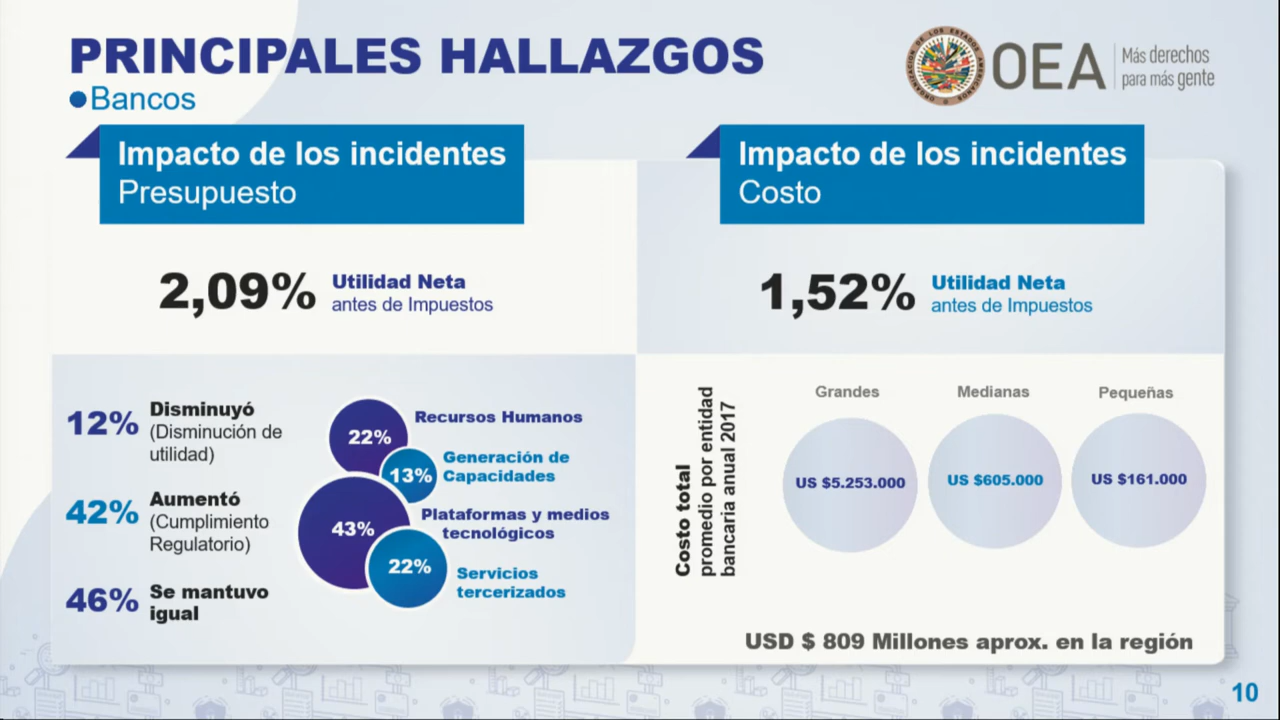 PRINCIPALES HALLAZGOS
Bancos
OEA
Más derechos
para más gente
Impacto de los incidentes
Presupuesto
2,09%
Utilidad Neta
antes de Impuestos
12%
Disminuyó
(Disminución de
utilidad)
42%
Aumentó
(Cumplimiento
Regulatorio)
46%
Se mantuvo
igual
22%
Recursos Humanos
13%
Generación de
Capacidades
43%
Plataformas y medios
tecnológicos
22%
Servicios
tercerizados
Impacto de los incidentes
Costo
1,52%
Utilidad Neta
antes de Impuestos
Costo total
promedio por entidad
bancaria anual 2017
Grandes
US $5.253.000
Medianas
US $605.000
Pequeñas
US $161.000
USD $ 809 Millones aprox. en la región
10